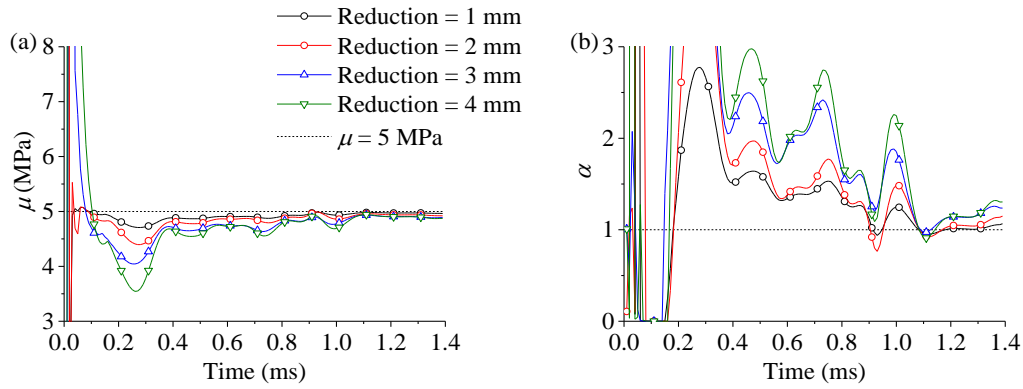 (a)
Reduction = 1 mm
Reduction = 2 mm
Reduction = 3 mm
Reduction = 4 mm
μ = 5 MPa
8
7
6
5
4
3
μ (MPa)
0.0 0.2 0.4 0.6 0.8 1.0 1.2 1.4
Time (ms)
(b)
3
2
1
0
α
0.0 0.2 0.4 0.6 0.8 1.0 1.2 1.4
Time (ms)